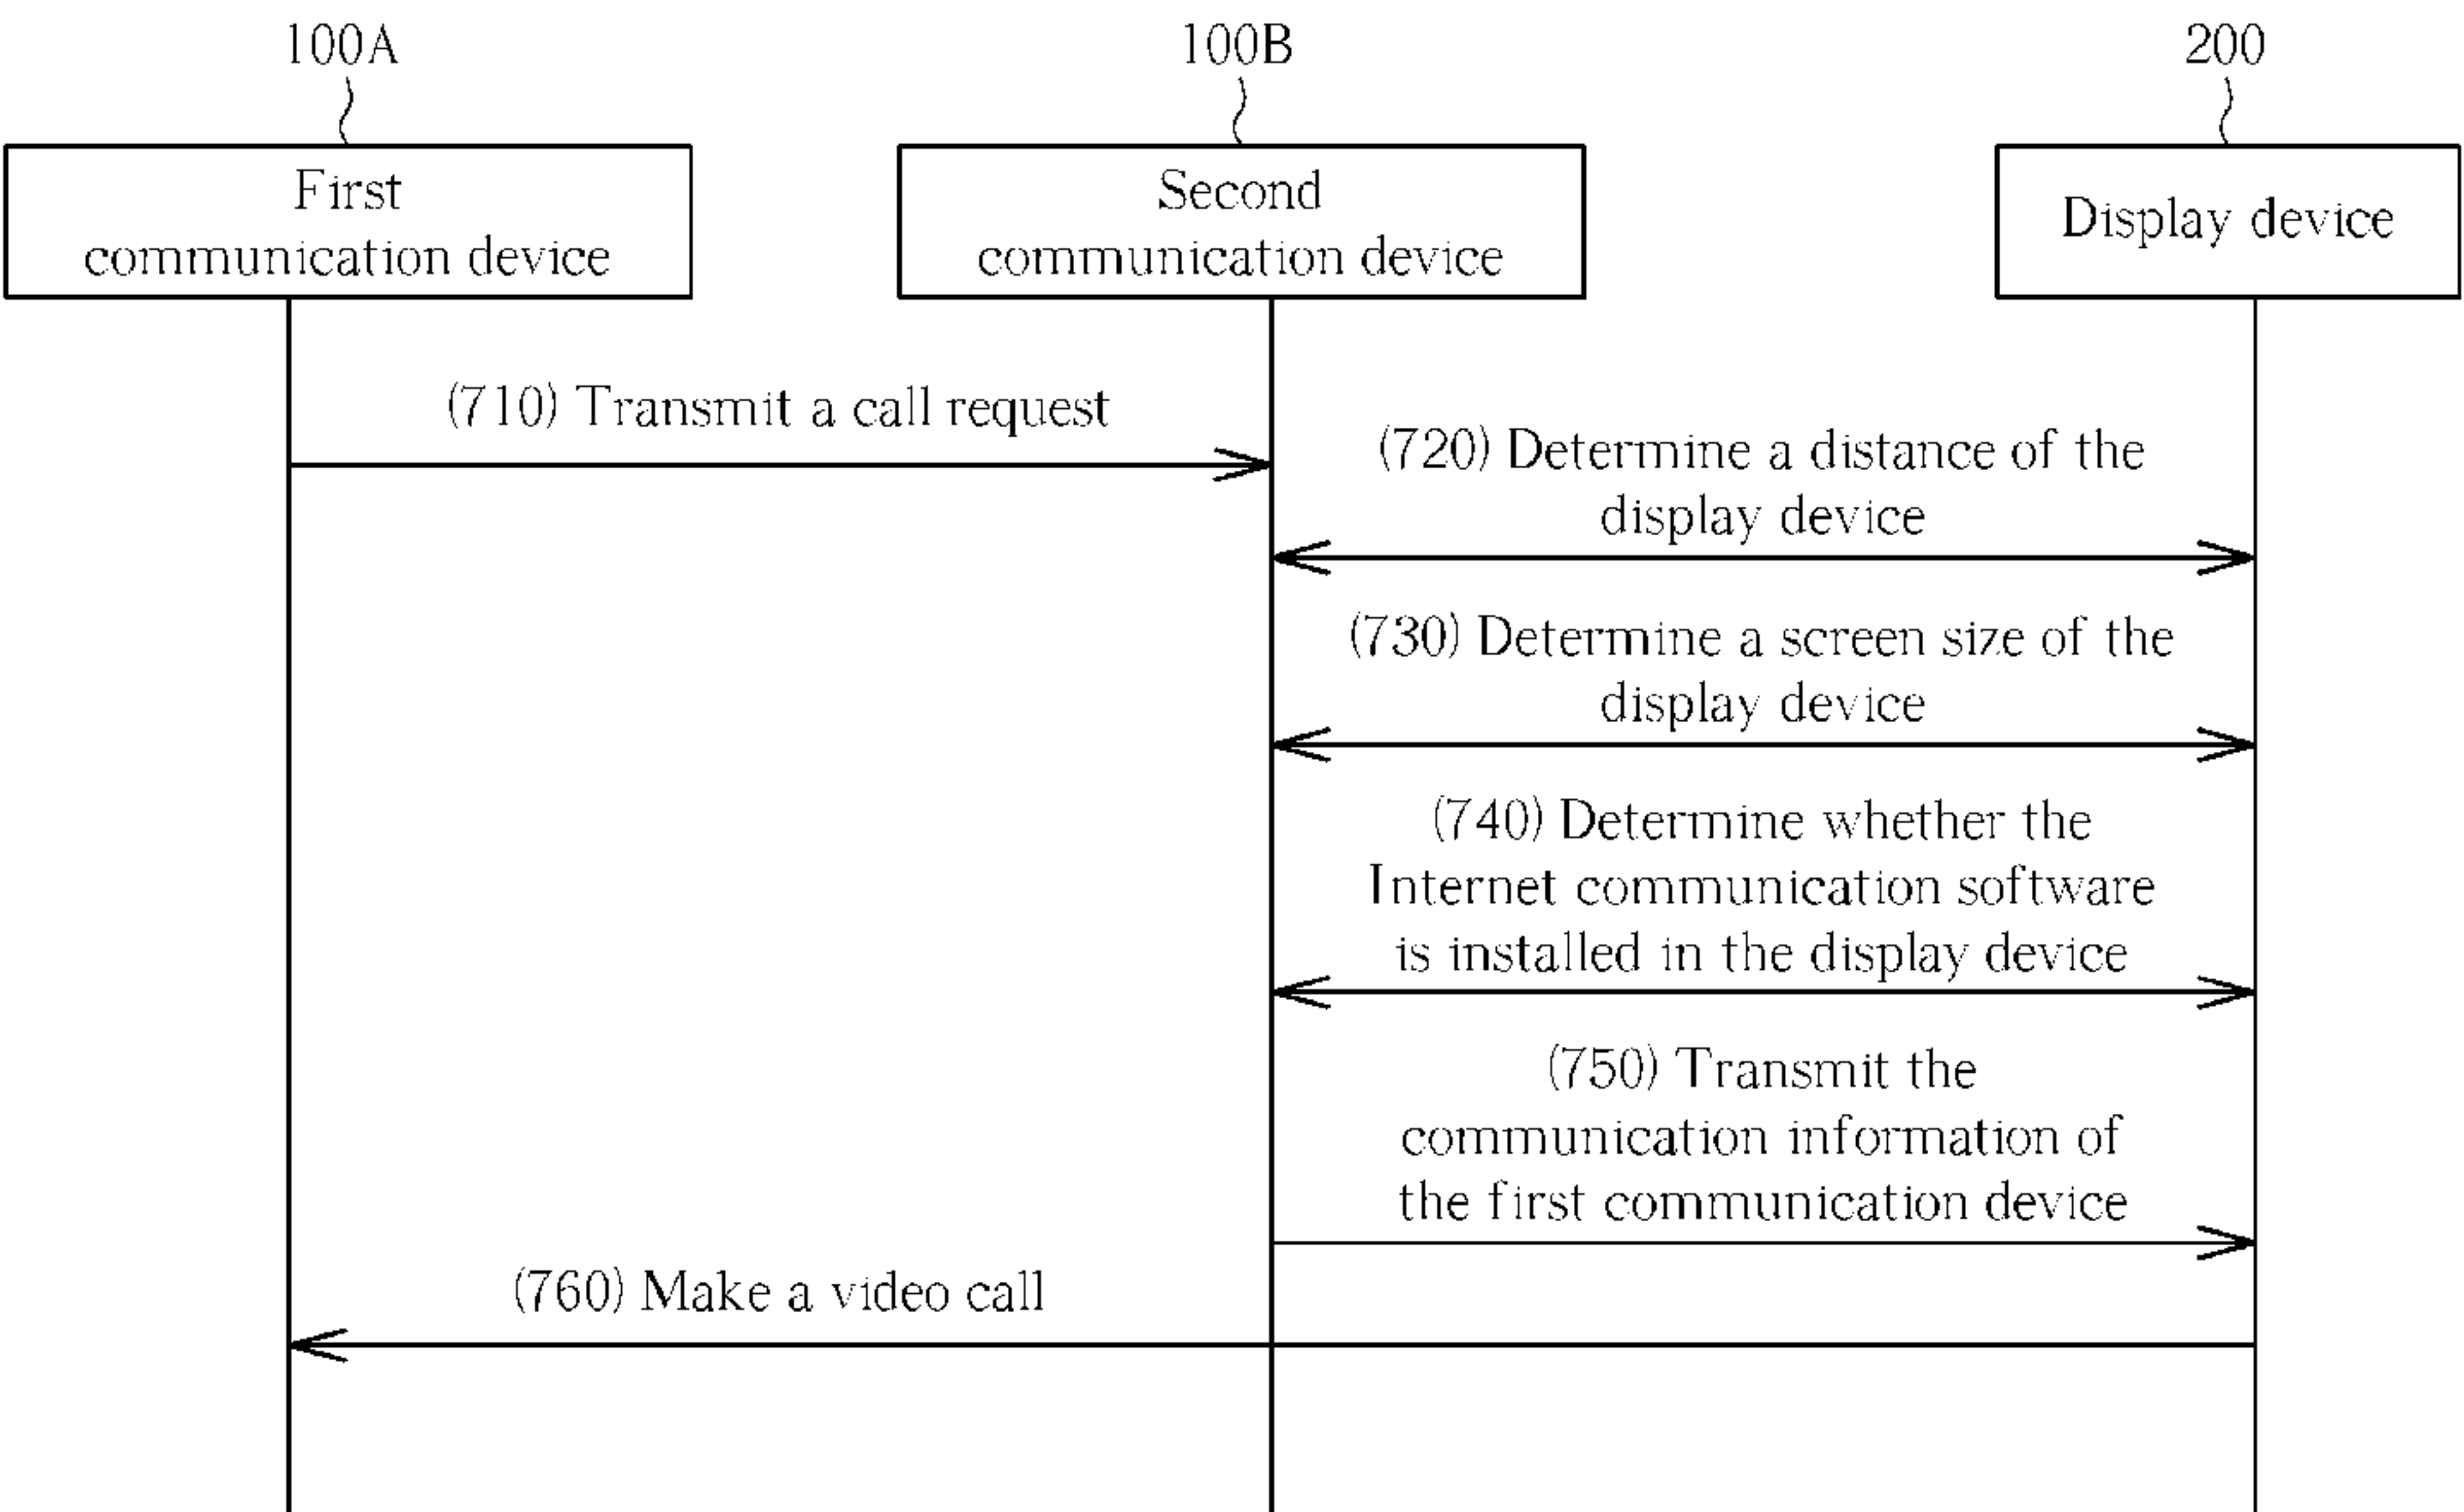 100A
100B
200
First
communication device
Second
communication device
Display device
(710) Transmit a call request
(720) Determine a distance of the
display device
(730) Determine a screen size of the
display device
(740) Determine whether the
Internet communication software
is installed in the display device
(750) Transmit the
communication information of
the first communication device
(760) Make a video call